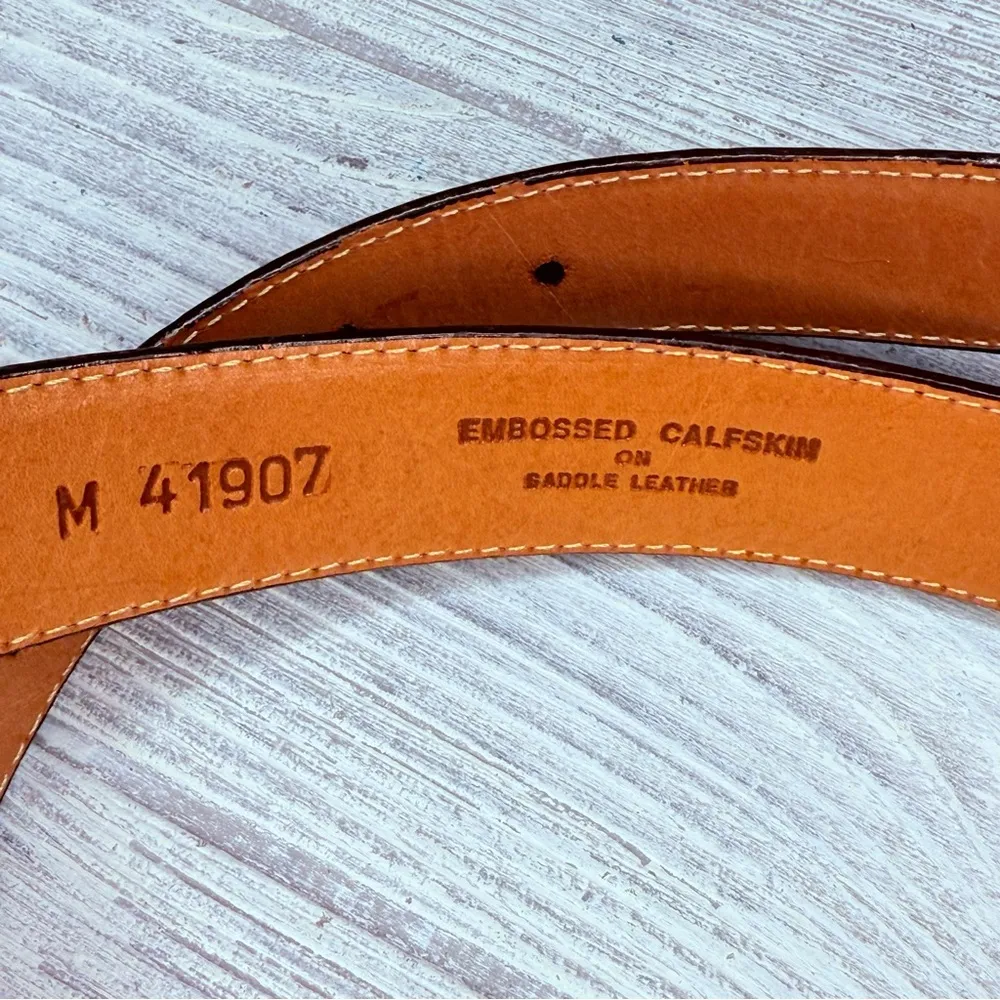 M 41907
EMBOSSED CALFSKIN
ON
SADDLE LEATHER